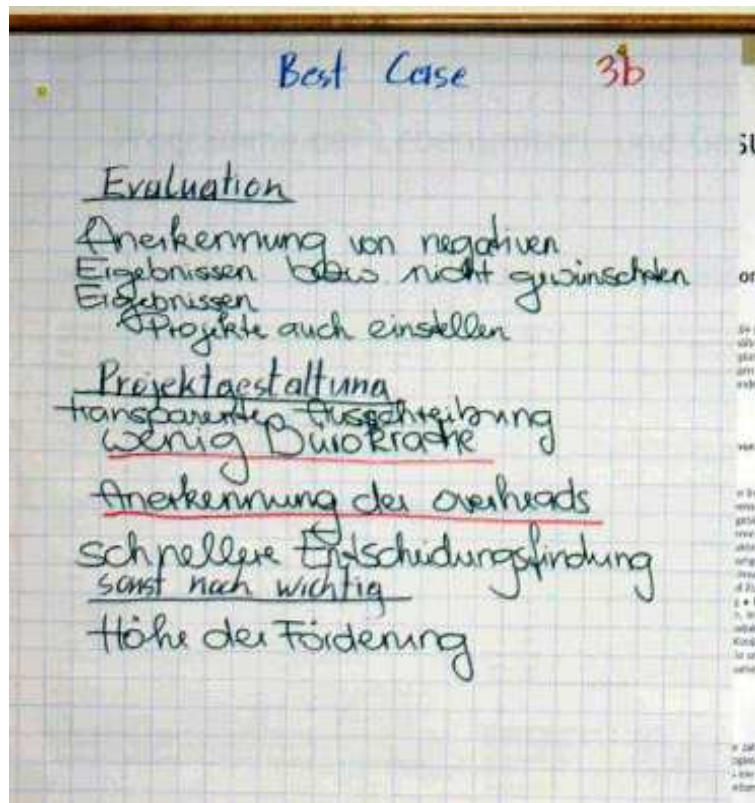 Best Case 3b
Evaluation
Anerkennung von negativen
Ergebnissen bzw nicht gewünschten
Ergebnissen
Projekte auch einstellen
Projektgestaltung
transparente Ausschreibung
wenig Bürokratie
Anerkennung der overheads
schnellere Entscheidungsfindung
sonst noch wichtig
Höhe der Förderung